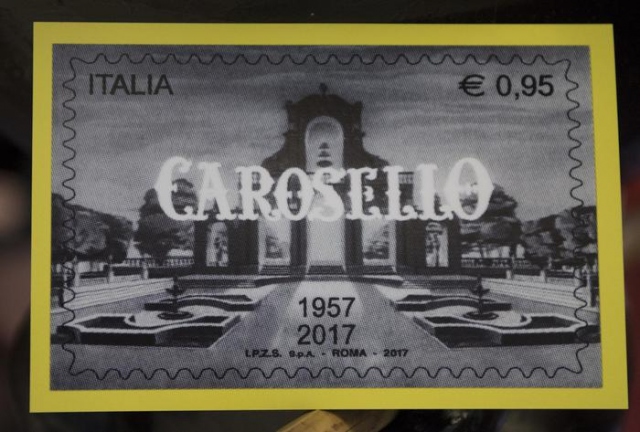 ITALIA € 0,95
CAROSELLO
1957
2017
I.P.Z.S. S.p.A. - ROMA - 2017